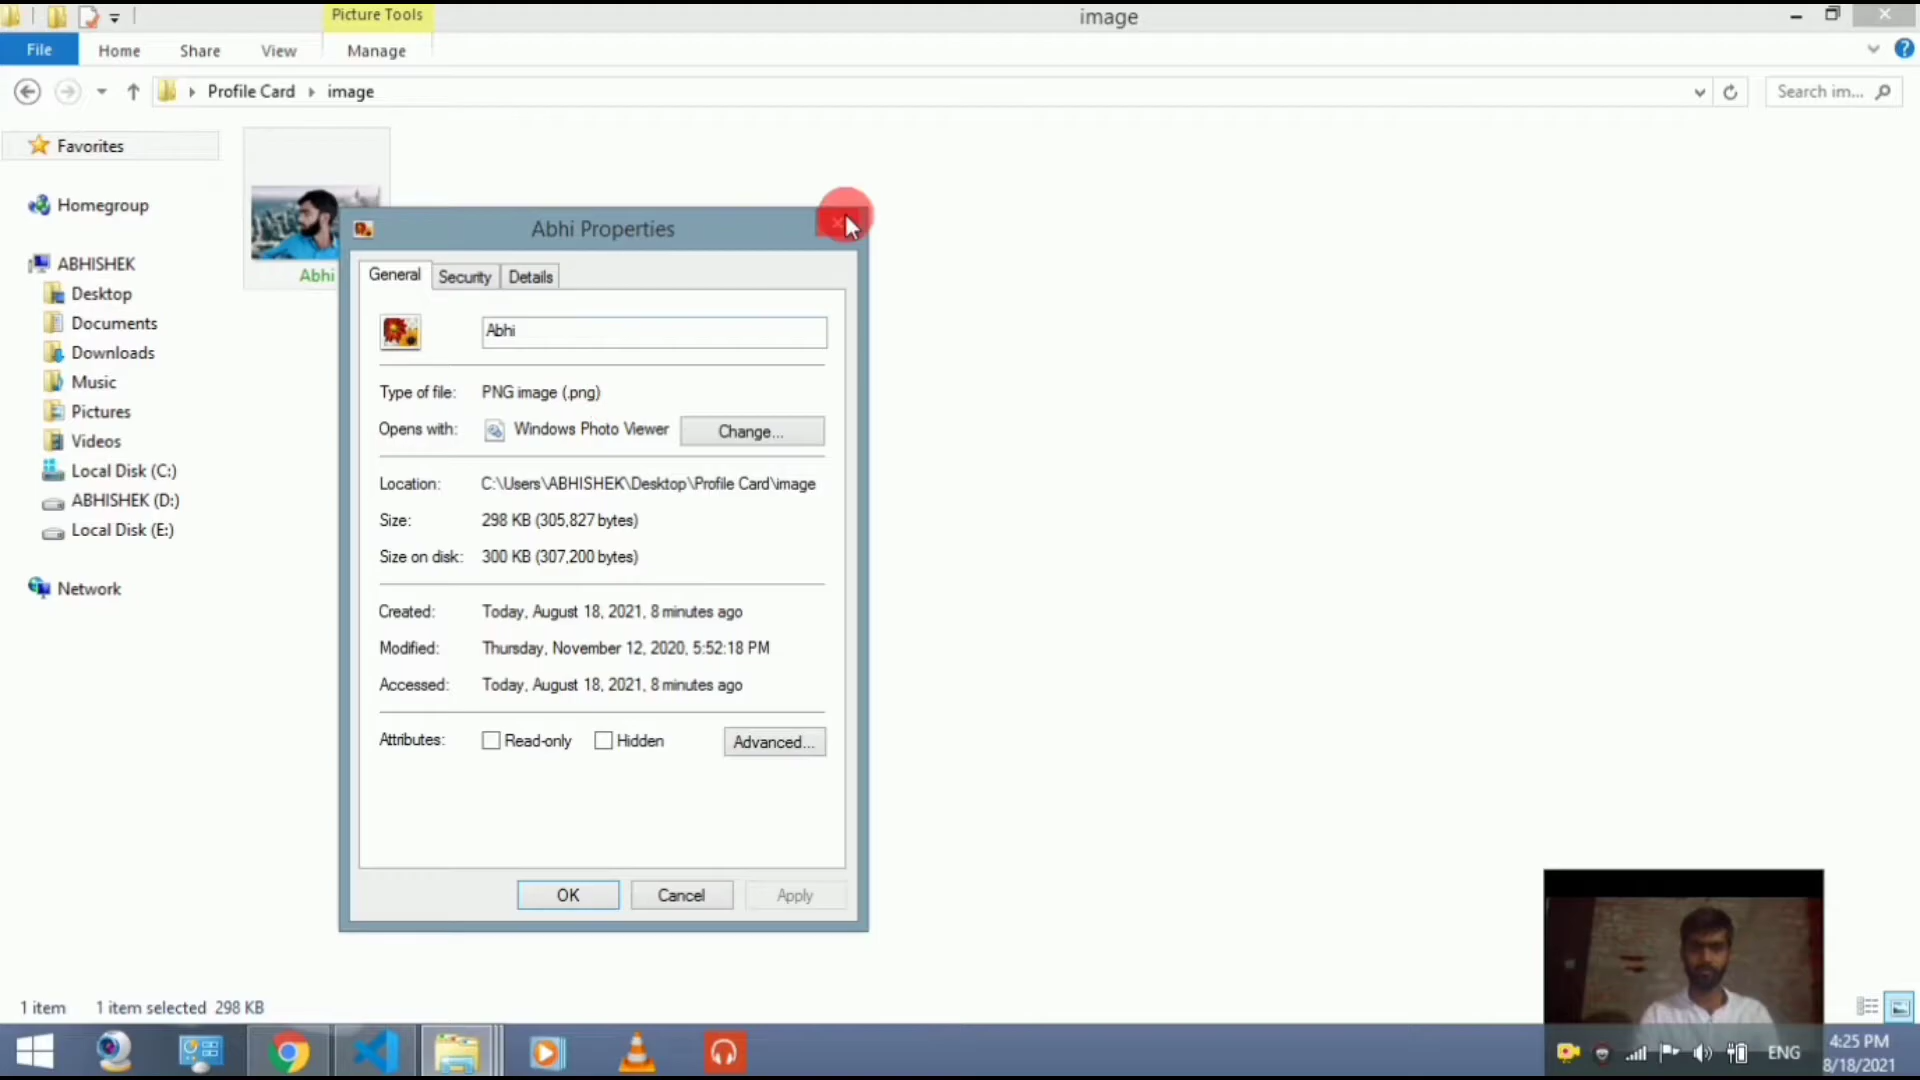 Picture Tools
image
File
Home
Share
View
Manage
Profile Card
image
Search im...
Favorites
Homegroup
ABHISHEK
Desktop
Documents
Downloads
Music
Pictures
Videos
Local Disk (C:)
ABHISHEK (D:)
Local Disk (E:)
Network
Abhi
Abhi Properties
General
Security
Details
Abhi
Type of file: PNG image (.png)
Opens with: Windows Photo Viewer Change...
Location: C:\Users\ABHISHEK\Desktop\Profile Card\image
Size: 298 KB (305,827 bytes)
Size on disk: 300 KB (307,200 bytes)
Created: Today, August 18, 2021, 8 minutes ago
Modified: Thursday, November 12, 2020, 5:52:18 PM
Accessed: Today, August 18, 2021, 8 minutes ago
Attributes: Read-only Hidden Advanced...
OK Cancel Apply
1 item 1 item selected 298 KB
ENG
4:25 PM
8/18/2021